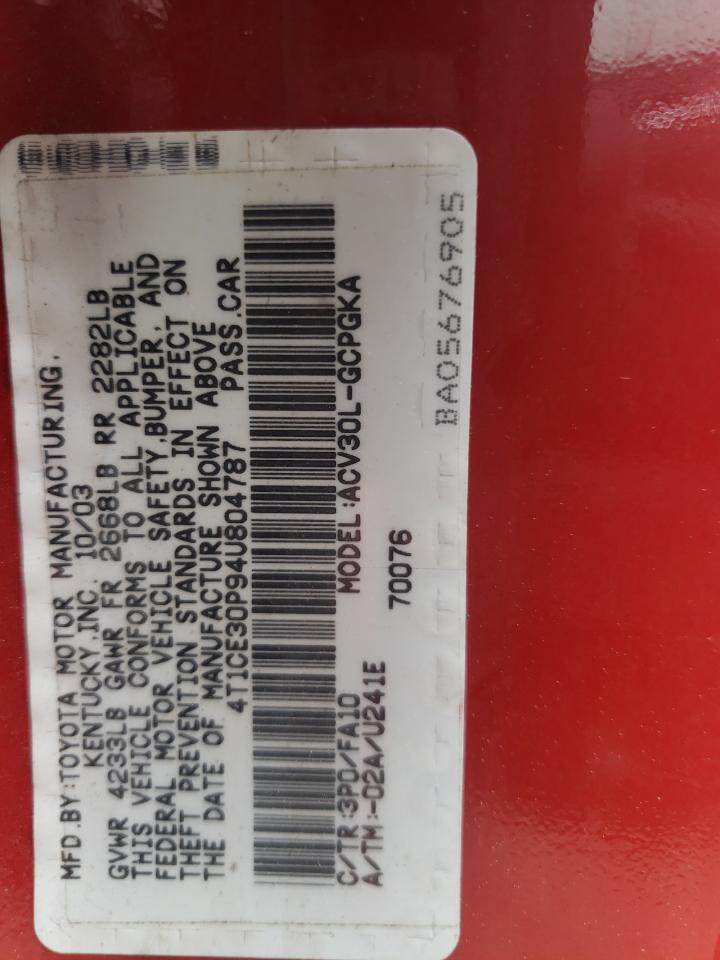 MFD.BY:TOYOTA MOTOR MANUFACTURING,
KENTUCKY,INC. 10/03
GVWR 4233LB GAWR FR 2668LB RR 2282LB
THIS VEHICLE CONFORMS TO ALL APPLICABLE
FEDERAL MOTOR VEHICLE SAFETY,BUMPER, AND
THEFT PREVENTION STANDARDS IN EFFECT ON
THE DATE OF MANUFACTURE SHOWN ABOVE
4T1CE30P94U804787 PASS.CAR
C/TR:3P0/FA10 MODEL:ACV30L-GCPGKA
A/TM:-02A/U241E 70076
BA05676905